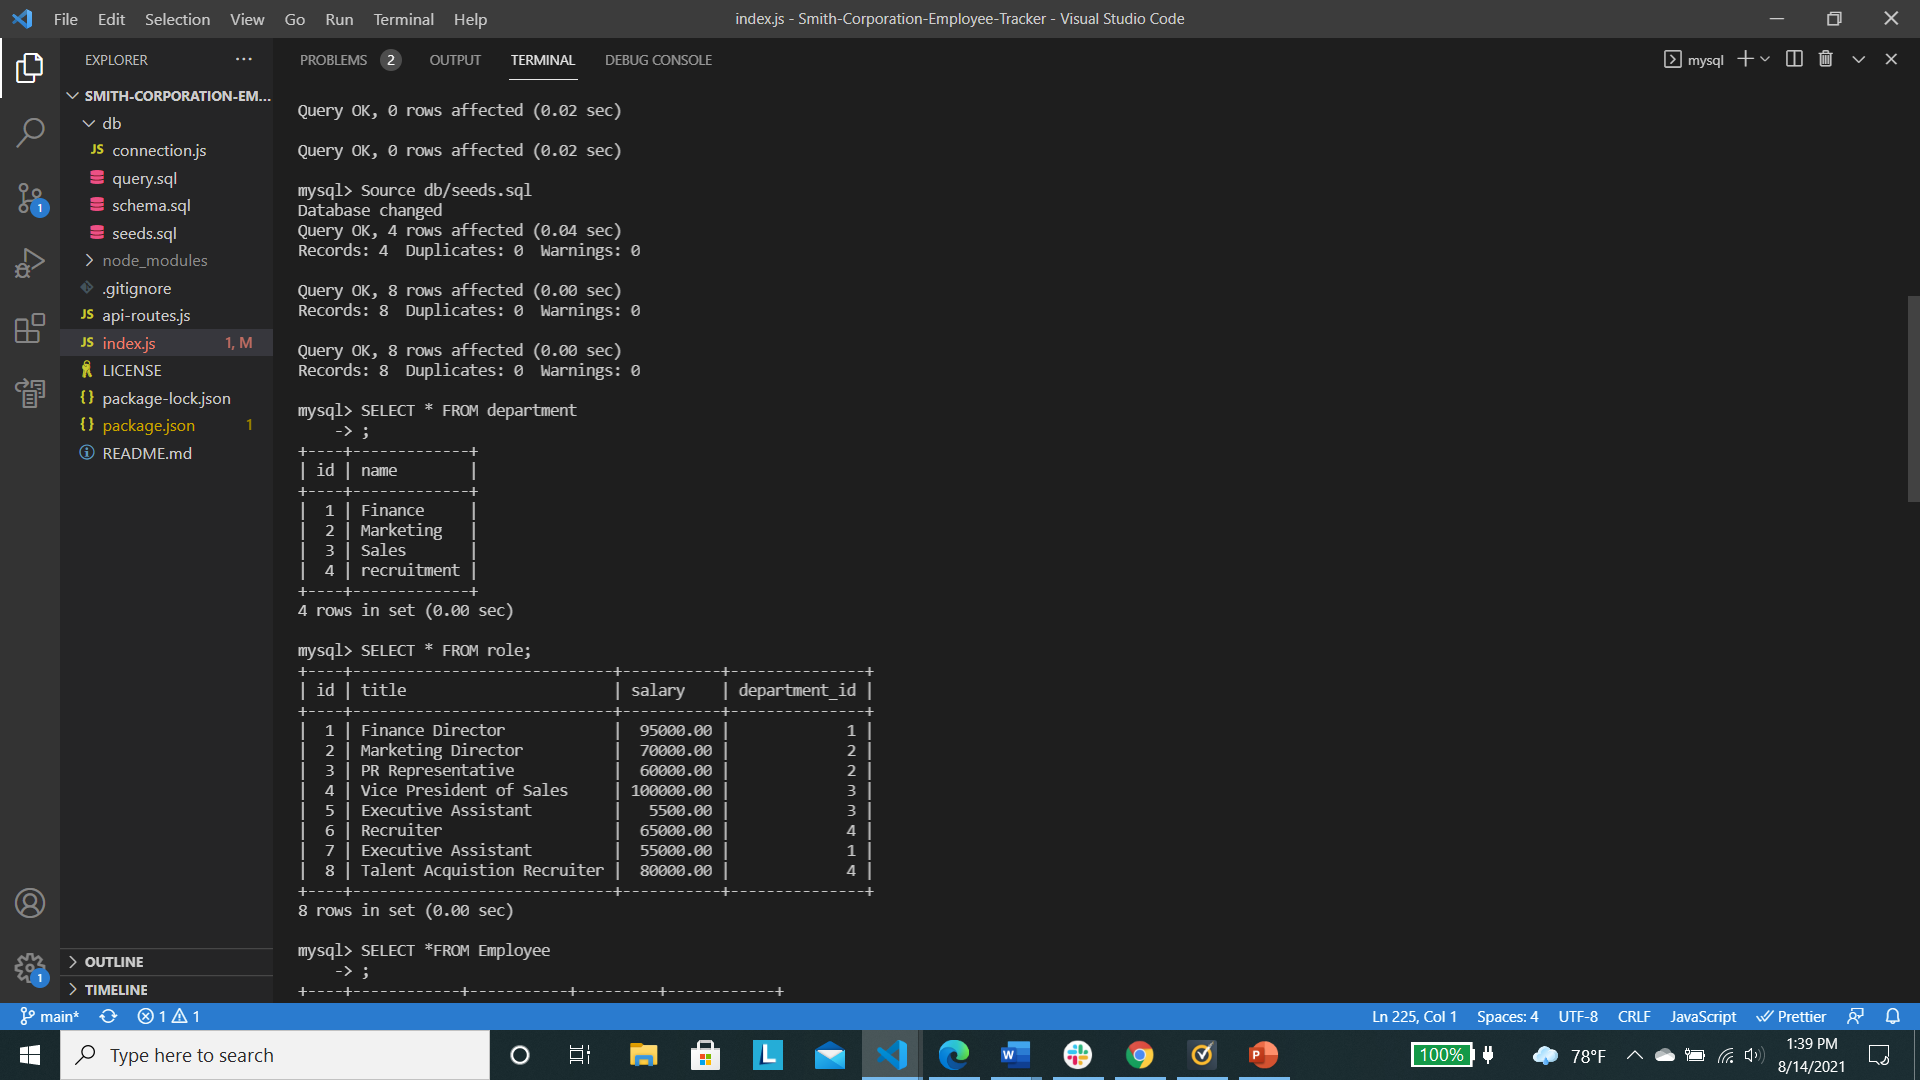 File Edit Selection View Go Run Terminal Help
index.js - Smith-Corporation-Employee-Tracker - Visual Studio Code
EXPLORER
SMITH-CORPORATION-EM...
db
JS connection.js
query.sql
schema.sql
seeds.sql
node_modules
.gitignore
JS api-routes.js
JS index.js 1, M
LICENSE
{} package-lock.json
{} package.json 1
README.md
OUTLINE
TIMELINE
1
1
PROBLEMS 2 OUTPUT TERMINAL DEBUG CONSOLE
mysql
Query OK, 0 rows affected (0.02 sec)
Query OK, 0 rows affected (0.02 sec)
mysql> Source db/seeds.sql
Database changed
Query OK, 4 rows affected (0.04 sec)
Records: 4  Duplicates: 0  Warnings: 0
Query OK, 8 rows affected (0.00 sec)
Records: 8  Duplicates: 0  Warnings: 0
Query OK, 8 rows affected (0.00 sec)
Records: 8  Duplicates: 0  Warnings: 0
mysql> SELECT * FROM department
    -> ;
+----+-------------+
| id | name        |
+----+-------------+
|  1 | Finance     |
|  2 | Marketing   |
|  3 | Sales       |
|  4 | recruitment |
+----+-------------+
4 rows in set (0.00 sec)
mysql> SELECT * FROM role;
+----+-----------------------------+-----------+---------------+
| id | title                       | salary    | department_id |
+----+-----------------------------+-----------+---------------+
|  1 | Finance Director            |  95000.00 |             1 |
|  2 | Marketing Director          |  70000.00 |             2 |
|  3 | PR Representative           |  60000.00 |             2 |
|  4 | Vice President of Sales     | 100000.00 |             3 |
|  5 | Executive Assistant         |   5500.00 |             3 |
|  6 | Recruiter                   |  65000.00 |             4 |
|  7 | Executive Assistant         |  55000.00 |             1 |
|  8 | Talent Acquistion Recruiter |  80000.00 |             4 |
+----+-----------------------------+-----------+---------------+
8 rows in set (0.00 sec)
mysql> SELECT *FROM Employee
    -> ;
+----+------------+-----------+---------+------------+
main* 1 1 Ln 225, Col 1 Spaces: 4 UTF-8 CRLF JavaScript Prettier
Type here to search
100% 78°F
1:39 PM
8/14/2021